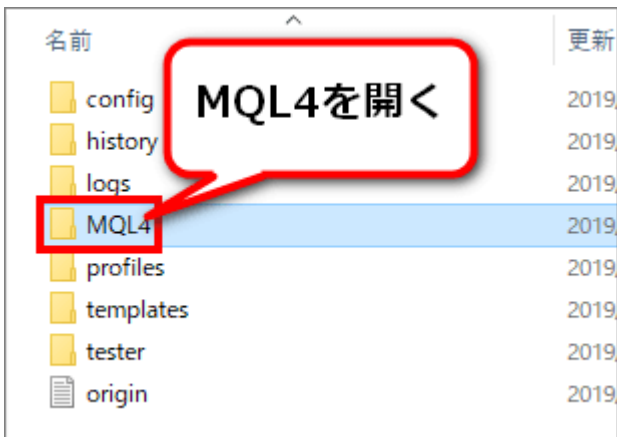 名前 更新
config 2019/
history 2019/
logs 2019/
MQL4 2019/
profiles 2019/
templates 2019/
tester 2019/
origin 2019/
MQL4を開く